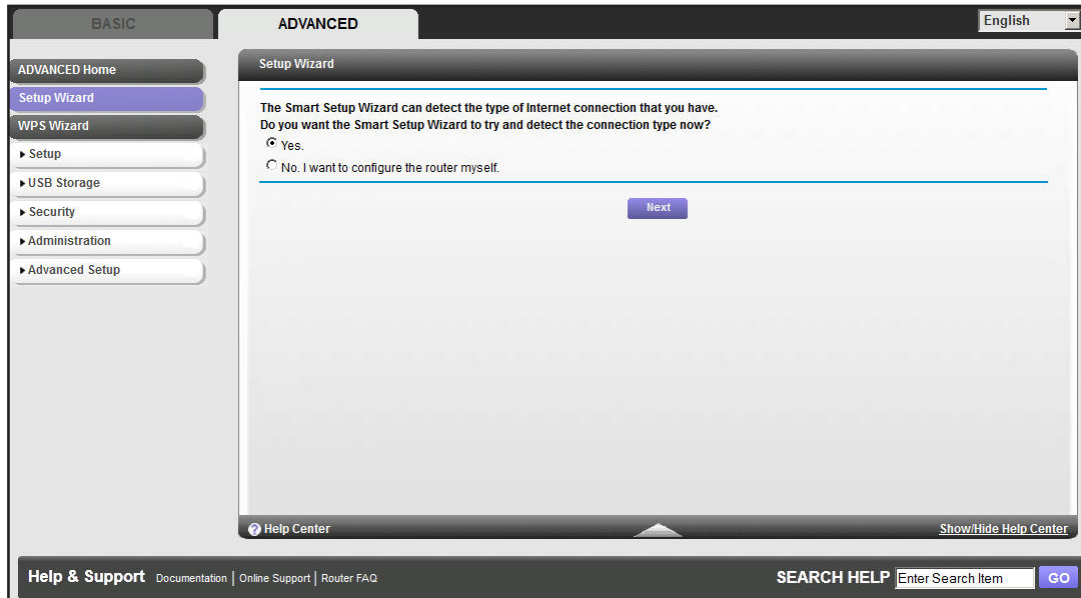 BASIC
ADVANCED
English
ADVANCED Home
Setup Wizard
WPS Wizard
Setup
USB Storage
Security
Administration
Advanced Setup
Setup Wizard
The Smart Setup Wizard can detect the type of Internet connection that you have.
Do you want the Smart Setup Wizard to try and detect the connection type now?
Yes.
No. I want to configure the router myself.
Next
? Help Center
Show/Hide Help Center
Help & Support Documentation | Online Support | Router FAQ
SEARCH HELP Enter Search Item GO